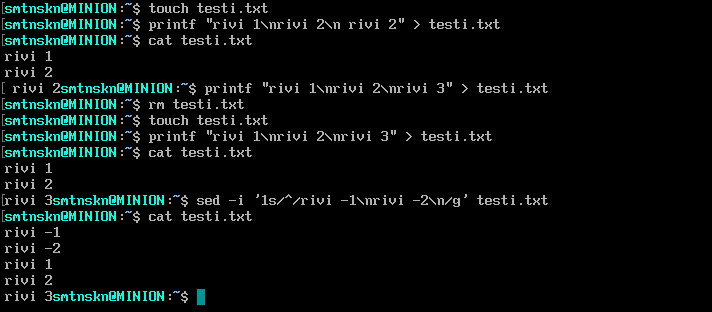 [smtnskn@MINION:~$ touch testi.txt
[smtnskn@MINION:~$ printf "rivi 1\nrivi 2\n rivi 2" > testi.txt
[smtnskn@MINION:~$ cat testi.txt
rivi 1
rivi 2
[ rivi 2smtnskn@MINION:~$ printf "rivi 1\nrivi 2\nrivi 3" > testi.txt
[smtnskn@MINION:~$ rm testi.txt
[smtnskn@MINION:~$ touch testi.txt
[smtnskn@MINION:~$ printf "rivi 1\nrivi 2\nrivi 3" > testi.txt
[smtnskn@MINION:~$ cat testi.txt
rivi 1
rivi 2
[rivi 3smtnskn@MINION:~$ sed -i '1s/^/rivi -1\nrivi -2\n/g' testi.txt
[smtnskn@MINION:~$ cat testi.txt
rivi -1
rivi -2
rivi 1
rivi 2
rivi 3smtnskn@MINION:~$